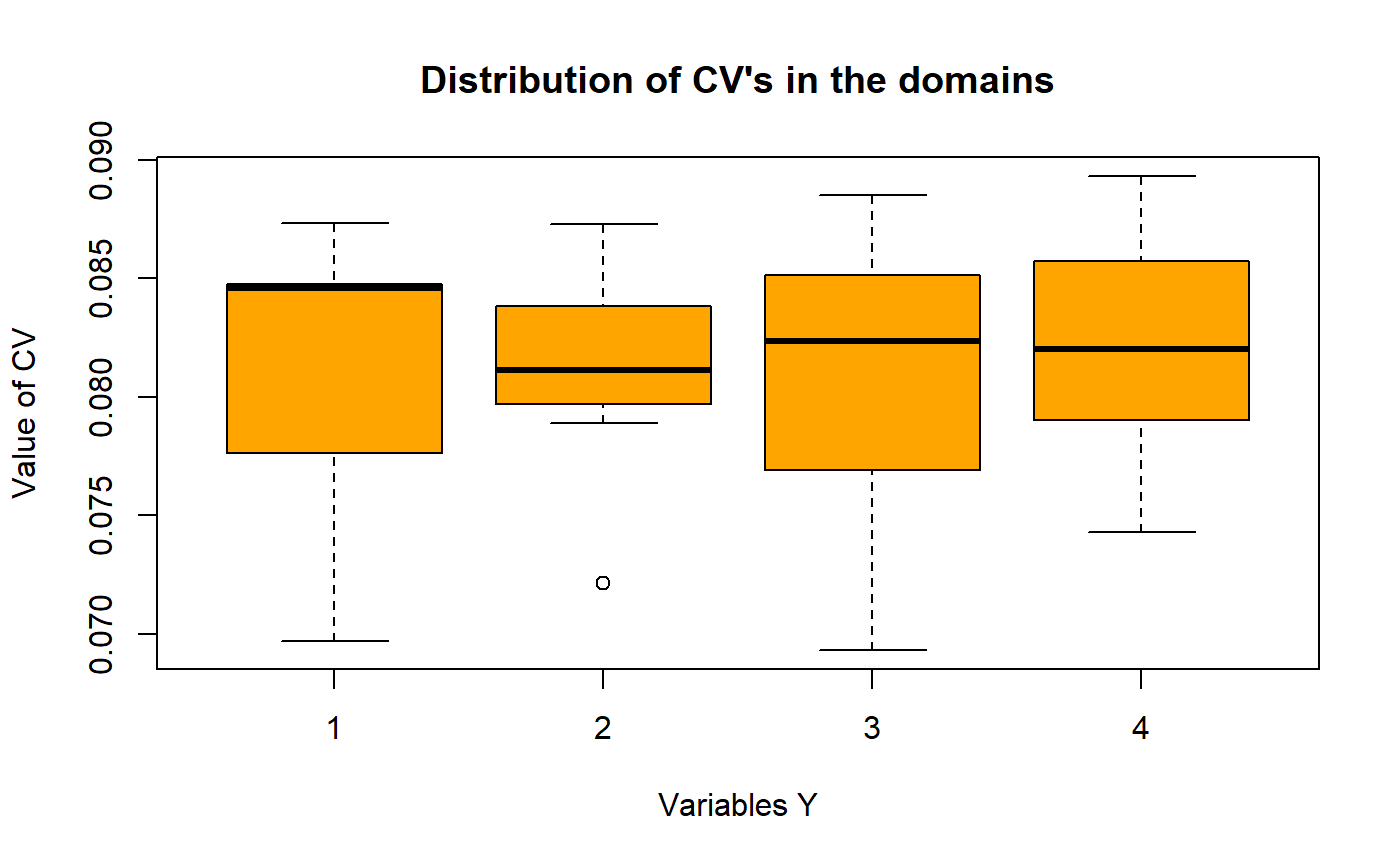 Distribution of CV's in the domains
Value of CV
0.090
0.085
0.080
0.075
0.070
1 2 3 4
Variables Y